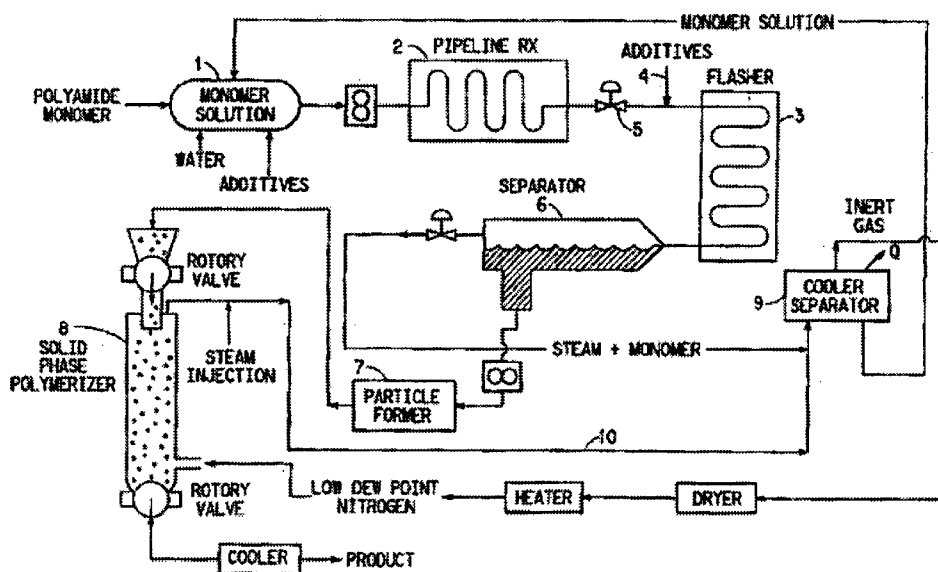 MONOMER SOLUTION
1
2 PIPELINE RX
ADDITIVES
4
FLASHER
POLYAMIDE
MONOMER
MONOMER
SOLUTION
5
3
WATER
ADDITIVES
SEPARATOR
6
INERT
GAS
Q
ROTORY
VALVE
9
COOLER
SEPARATOR
8
SOLID
PHASE
POLYMERIZER
STEAM
INJECTION
STEAM + MONOMER
7
PARTICLE
FORMER
10
ROTORY
VALVE
LOW DEW POINT
NITROGEN
HEATER
DRYER
COOLER
PRODUCT